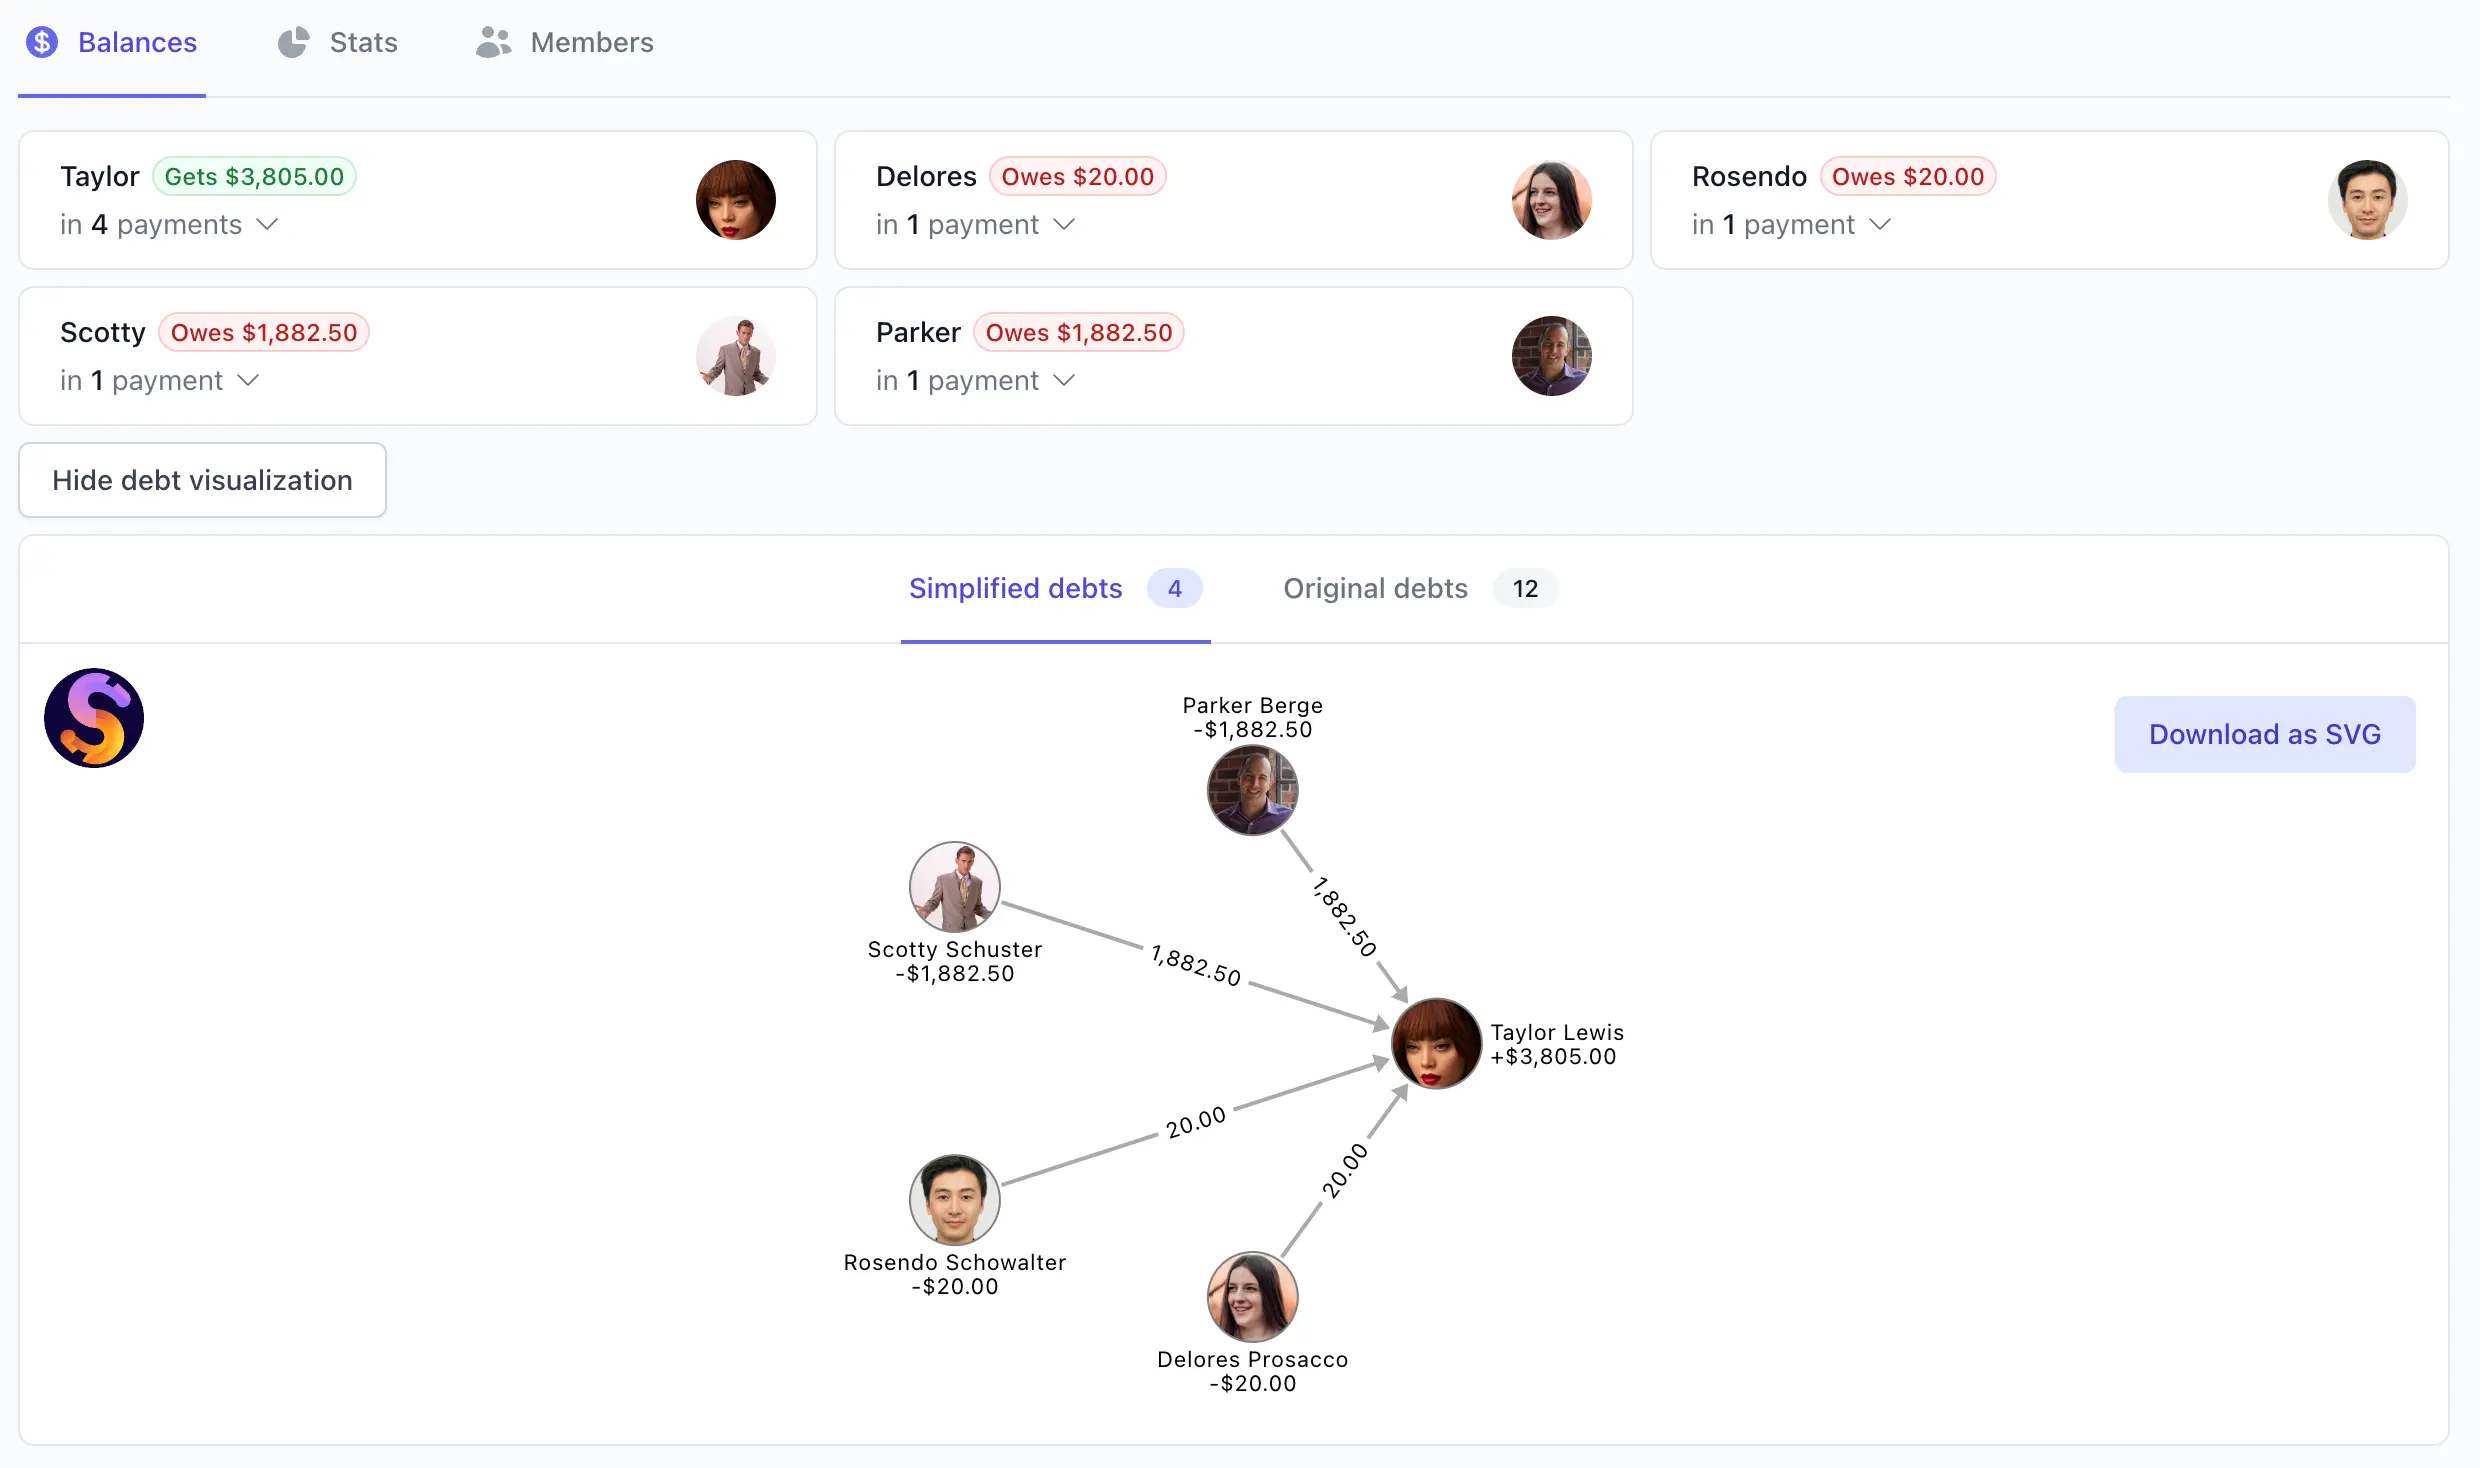 Balances
Stats
Members
Taylor Gets $3,805.00
in 4 payments
Delores Owes $20.00
in 1 payment
Rosendo Owes $20.00
in 1 payment
Scotty Owes $1,882.50
in 1 payment
Parker Owes $1,882.50
in 1 payment
Hide debt visualization
Simplified debts 4
Original debts 12
Download as SVG
Parker Berge
-$1,882.50
1,882.50
Scotty Schuster
-$1,882.50
1,882.50
Taylor Lewis
+$3,805.00
20.00
Rosendo Schowalter
-$20.00
20.00
Delores Prosacco
-$20.00